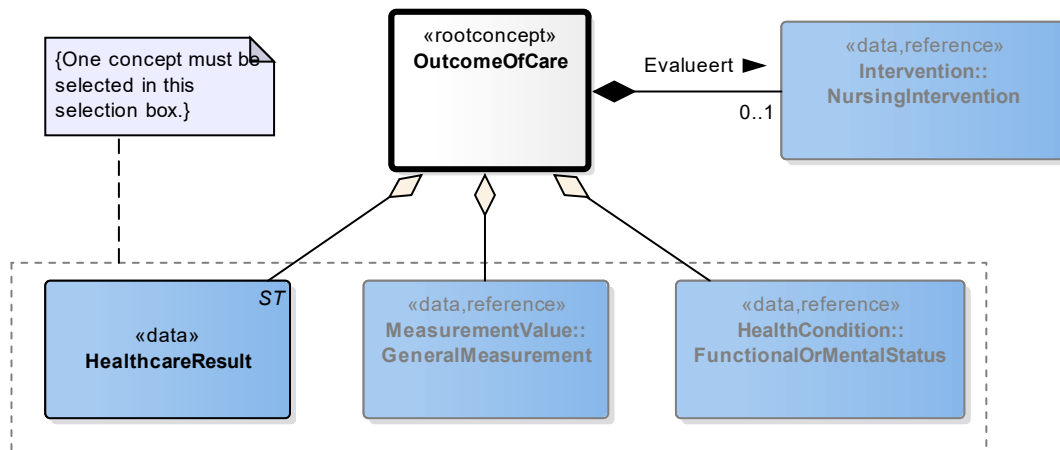 {One concept must be
selected in this
selection box.}
«rootconcept»
OutcomeOfCare
Evalueert
0..1
«data,reference»
Intervention::
NursingIntervention
ST
«data»
HealthcareResult
«data,reference»
MeasurementValue::
GeneralMeasurement
«data,reference»
HealthCondition::
FunctionalOrMentalStatus